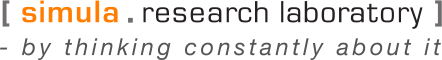 [ simula . research laboratory ]
- by thinking constantly about it